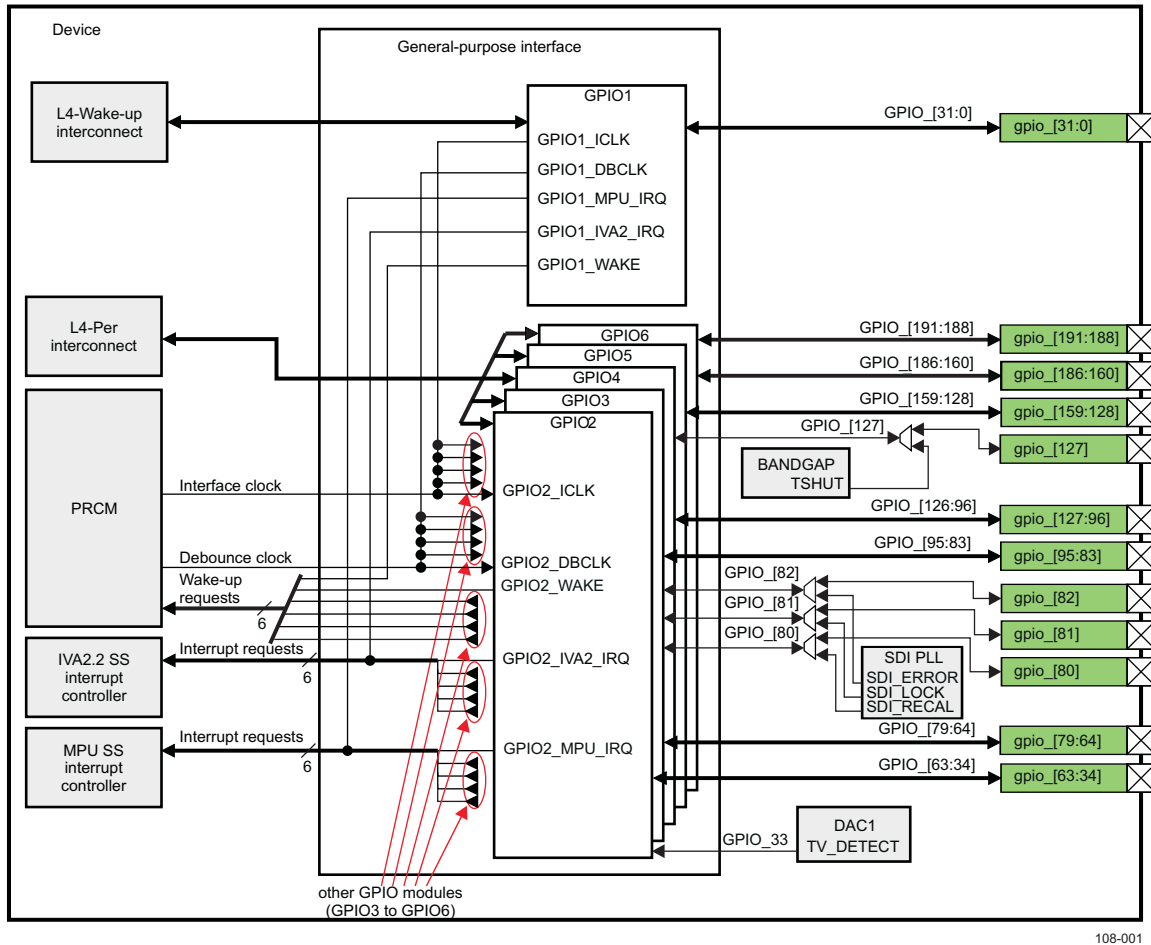 Device
General-purpose interface
L4-Wake-up
interconnect
GPIO1
GPIO1_ICLK
GPIO1_DBCLK
GPIO1_MPU_IRQ
GPIO1_IVA2_IRQ
GPIO1_WAKE
GPIO_[31:0]
gpio_[31:0]
L4-Per
interconnect
GPIO6
GPIO5
GPIO4
GPIO3
GPIO2
GPIO_[191:188]
gpio_[191:188]
GPIO_[186:160]
gpio_[186:160]
GPIO_[159:128]
gpio_[159:128]
GPIO_[127]
gpio_[127]
BANDGAP
TSHUT
PRCM
Interface clock
GPIO2_ICLK
GPIO_[126:96]
gpio_[127:96]
GPIO_[95:83]
gpio_[95:83]
Debounce clock
GPIO2_DBCLK
Wake-up
requests
6
GPIO2_WAKE
GPIO_[82]
gpio_[82]
GPIO_[81]
gpio_[81]
GPIO_[80]
gpio_[80]
SDI PLL
SDI_ERROR
SDI_LOCK
SDI_RECAL
IVA2.2 SS
interrupt
controller
Interrupt requests
6
GPIO2_IVA2_IRQ
MPU SS
interrupt
controller
Interrupt requests
6
GPIO2_MPU_IRQ
GPIO_[79:64]
gpio_[79:64]
GPIO_[63:34]
gpio_[63:34]
GPIO_33
DAC1
TV_DETECT
other GPIO modules
(GPIO3 to GPIO6)
108-001